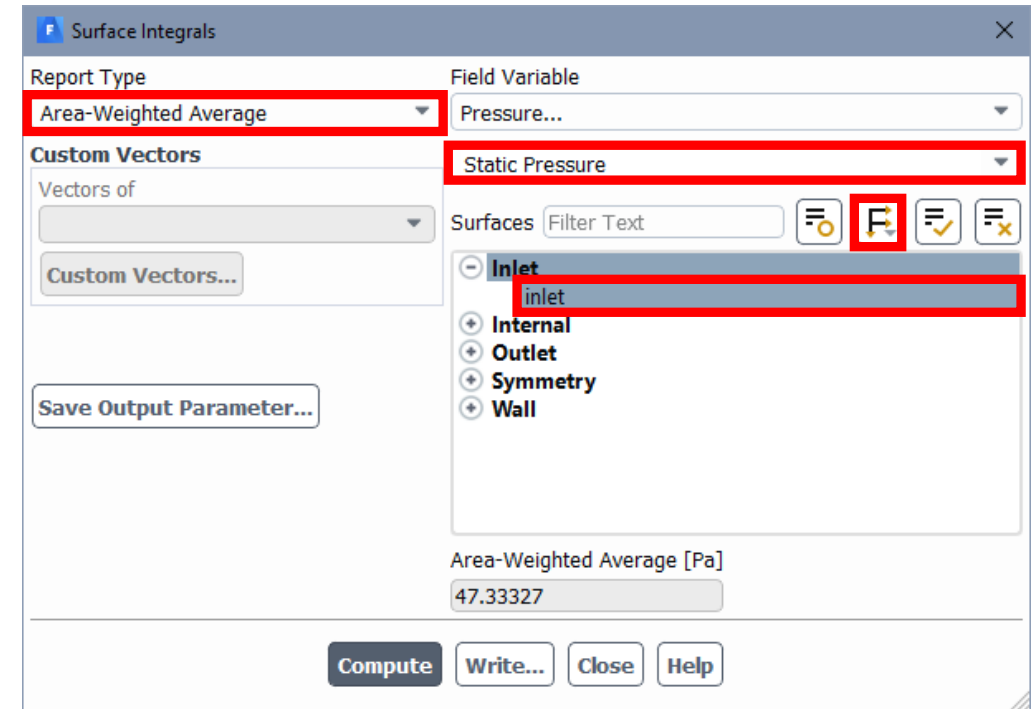 F Surface Integrals
Report Type
Area-Weighted Average
Custom Vectors
Vectors of
Custom Vectors...
Save Output Parameter...
Field Variable
Pressure...
Static Pressure
Surfaces Filter Text
Inlet
inlet
Internal
Outlet
Symmetry
Wall
Area-Weighted Average [Pa]
47.33327
Compute Write... Close Help